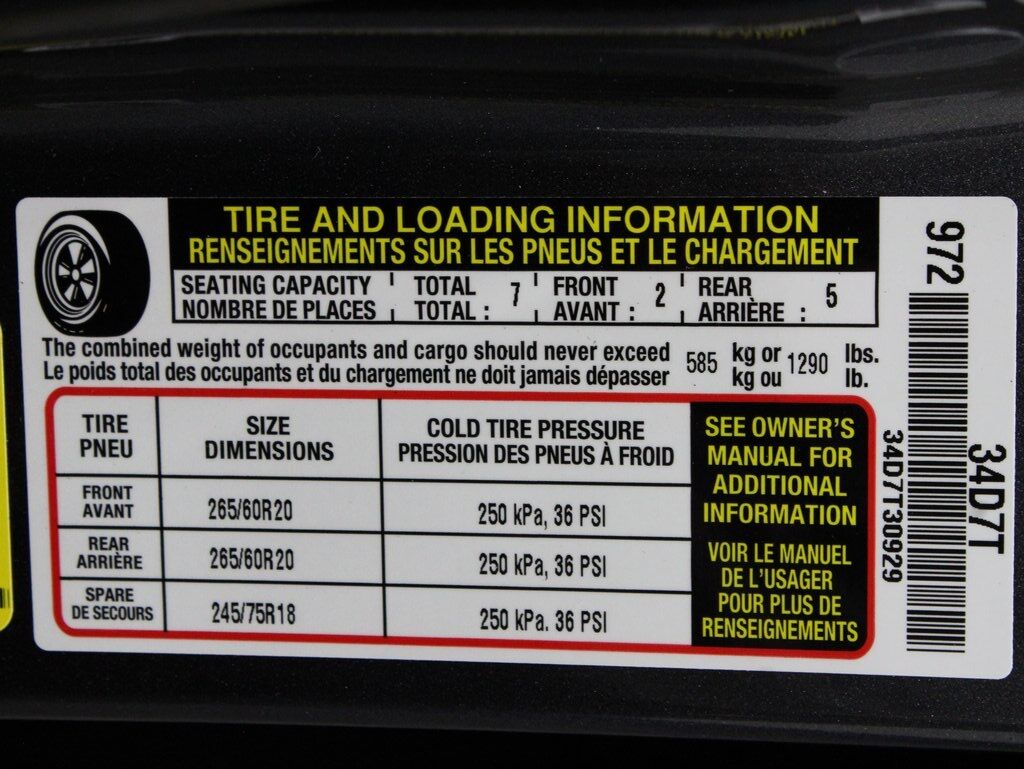 TIRE AND LOADING INFORMATION
RENSEIGNEMENTS SUR LES PNEUS ET LE CHARGEMENT
SEATING CAPACITY TOTAL 7 FRONT 2 REAR 5
NOMBRE DE PLACES TOTAL : AVANT : ARRIÈRE :
The combined weight of occupants and cargo should never exceed 585 kg or 1290 lbs.
Le poids total des occupants et du chargement ne doit jamais dépasser kg ou lb.
TIRE SIZE COLD TIRE PRESSURE
PNEU DIMENSIONS PRESSION DES PNEUS À FROID
FRONT
AVANT 265/60R20 250 kPa, 36 PSI
REAR
ARRIÈRE 265/60R20 250 kPa, 36 PSI
SPARE
DE SECOURS 245/75R18 250 kPa. 36 PSI
SEE OWNER'S
MANUAL FOR
ADDITIONAL
INFORMATION
VOIR LE MANUEL
DE L'USAGER
POUR PLUS DE
RENSEIGNEMENTS
972
34D7T
34D7T30929